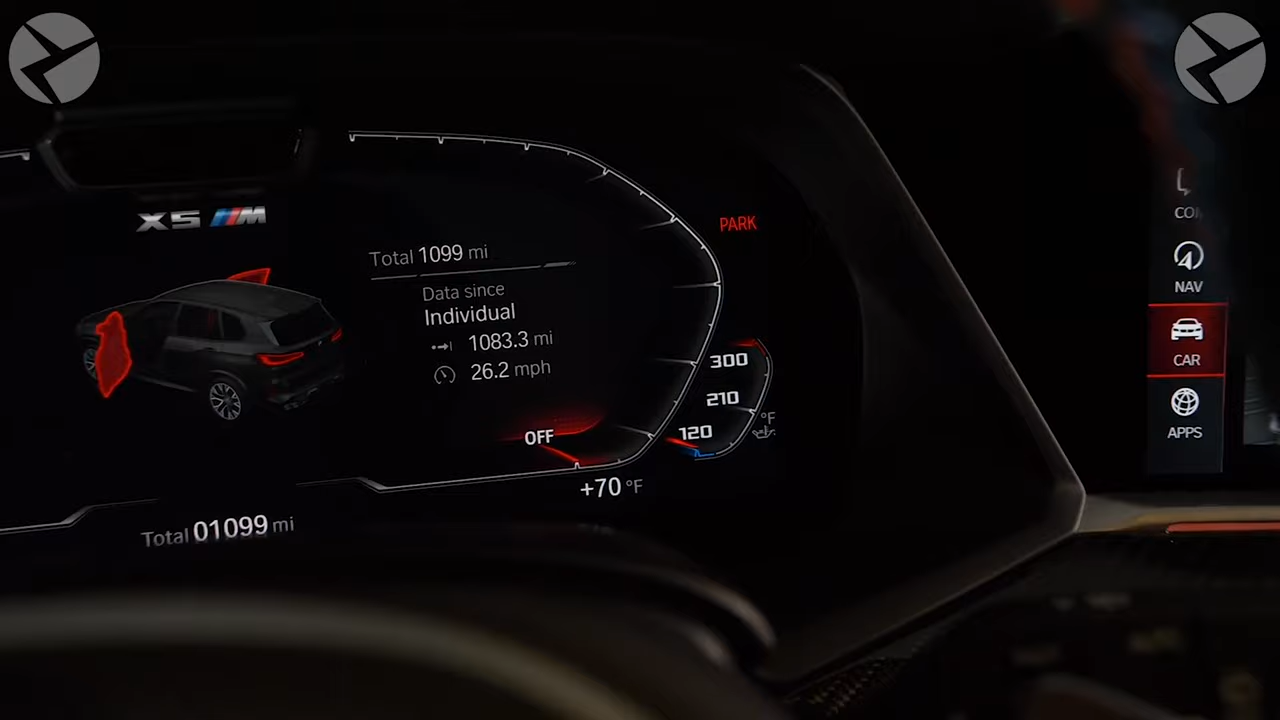 X5 M
Total 1099 mi
Data since
Individual
1083.3 mi
26.2 mph
OFF
PARK
300
210
120
°F
+70 °F
Total 01099 mi
NAV
CAR
APPS